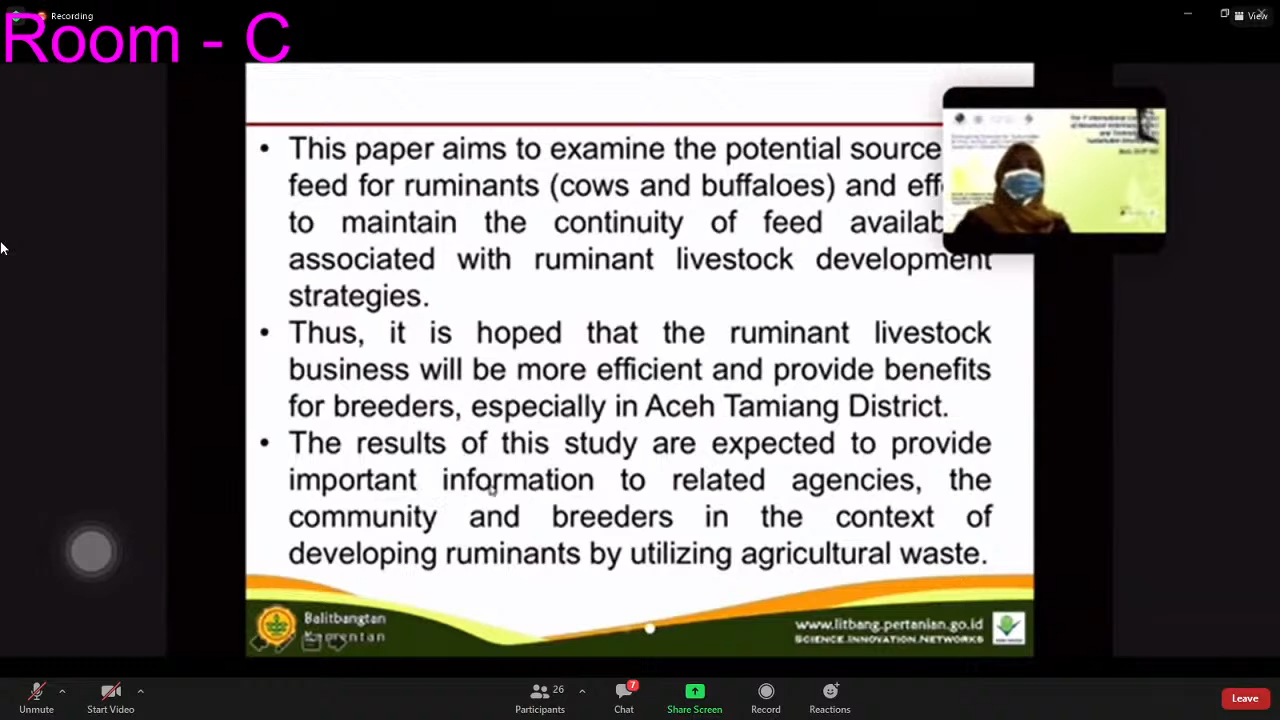 Recording
View
Room - C
This paper aims to examine the potential source
feed for ruminants (cows and buffaloes) and
to maintain the continuity of feed
associated with ruminant livestock development
strategies.
Thus, it is hoped that the ruminant livestock
business will be more efficient and provide benefits
for breeders, especially in Aceh Tamiang District.
The results of this study are expected to provide
important information to related agencies, the
community and breeders in the context of
developing ruminants by utilizing agricultural waste.
Balitbangtan
Kementan
www.litbang.pertanian.go.id
SCIENCE.INNOVATION.NETWORKS
Unmute
Start Video
26
Participants
7
Chat
Share Screen
Record
Reactions
Leave